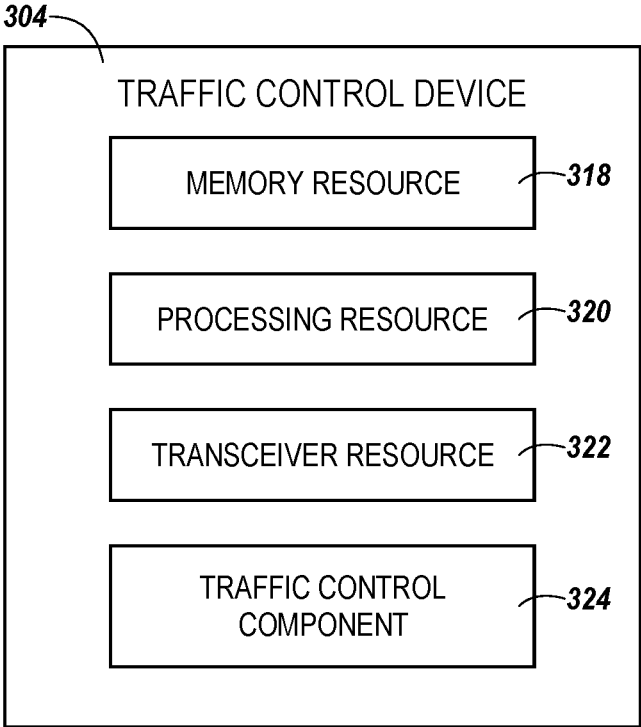 304
TRAFFIC CONTROL DEVICE
MEMORY RESOURCE
318
PROCESSING RESOURCE
320
TRANSCEIVER RESOURCE
322
TRAFFIC CONTROL
COMPONENT
324